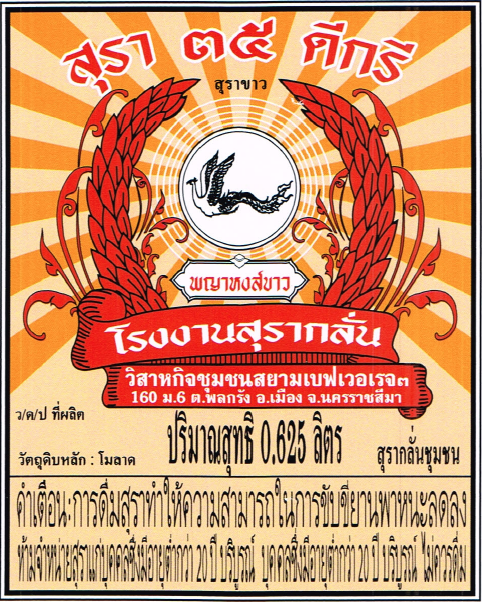 สุรา ๓๕ ดีกรี
สุราขาว
พญาหงส์ขาว
โรงงานสุรากลั่น
วิสาหกิจชุมชนสยามเบฟเวอเรจ๓
160 ม.6 ต.พลกรัง อ.เมือง จ.นครราชสีมา
ว/ด/ป ที่ผลิต
ปริมาณสุทธิ 0.625 ลิตร
วัตถุดิบหลัก : โมลาด
สุรากลั่นชุมชน
คำเตือน:การดื่มสุราทำให้ความสามารถในการขับขี่ยานพาหนะลดลง
ห้ามจำหน่ายสุราแก่บุคคลซึ่งมีอายุต่ำกว่า 20 ปี บริบูรณ์ บุคคลซึ่งมีอายุต่ำกว่า 20 ปี บริบูรณ์ ไม่ควรดื่ม